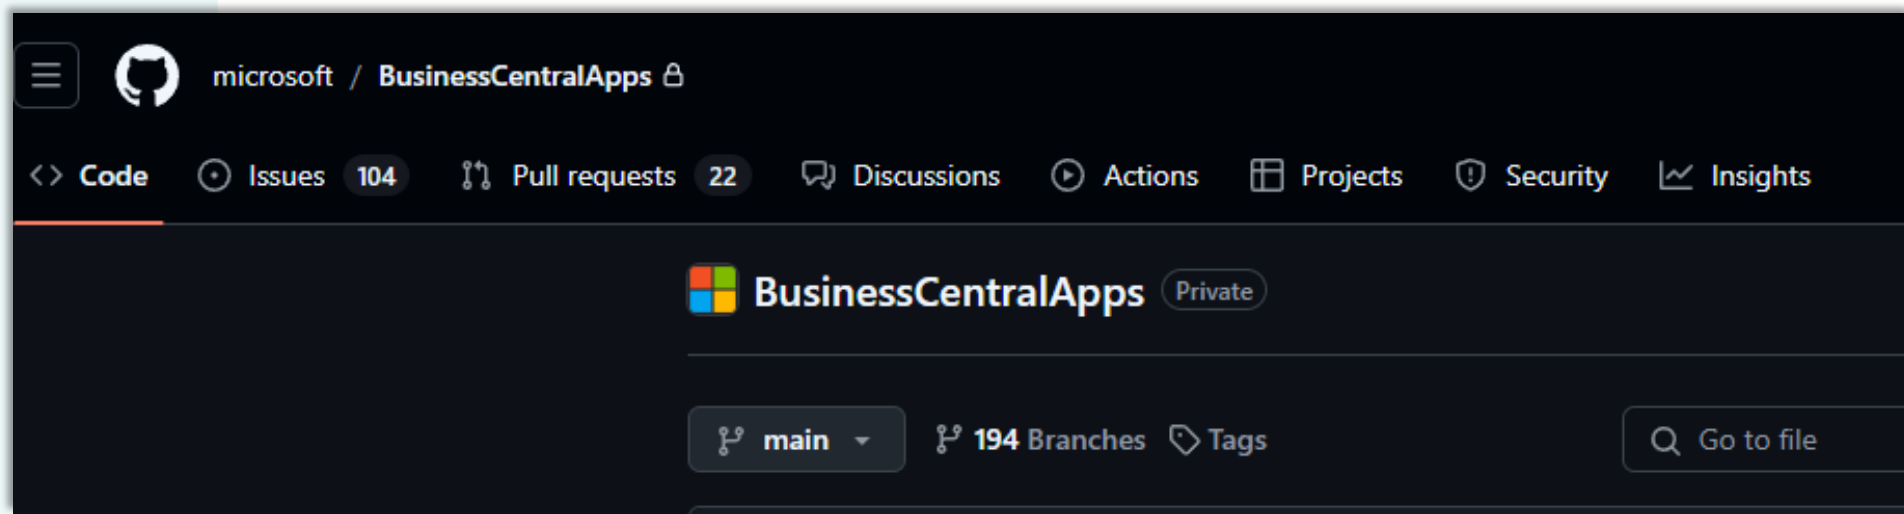 microsoft / BusinessCentralApps
Code Issues 104 Pull requests 22 Discussions Actions Projects Security Insights
BusinessCentralApps Private
main 194 Branches Tags Go to file